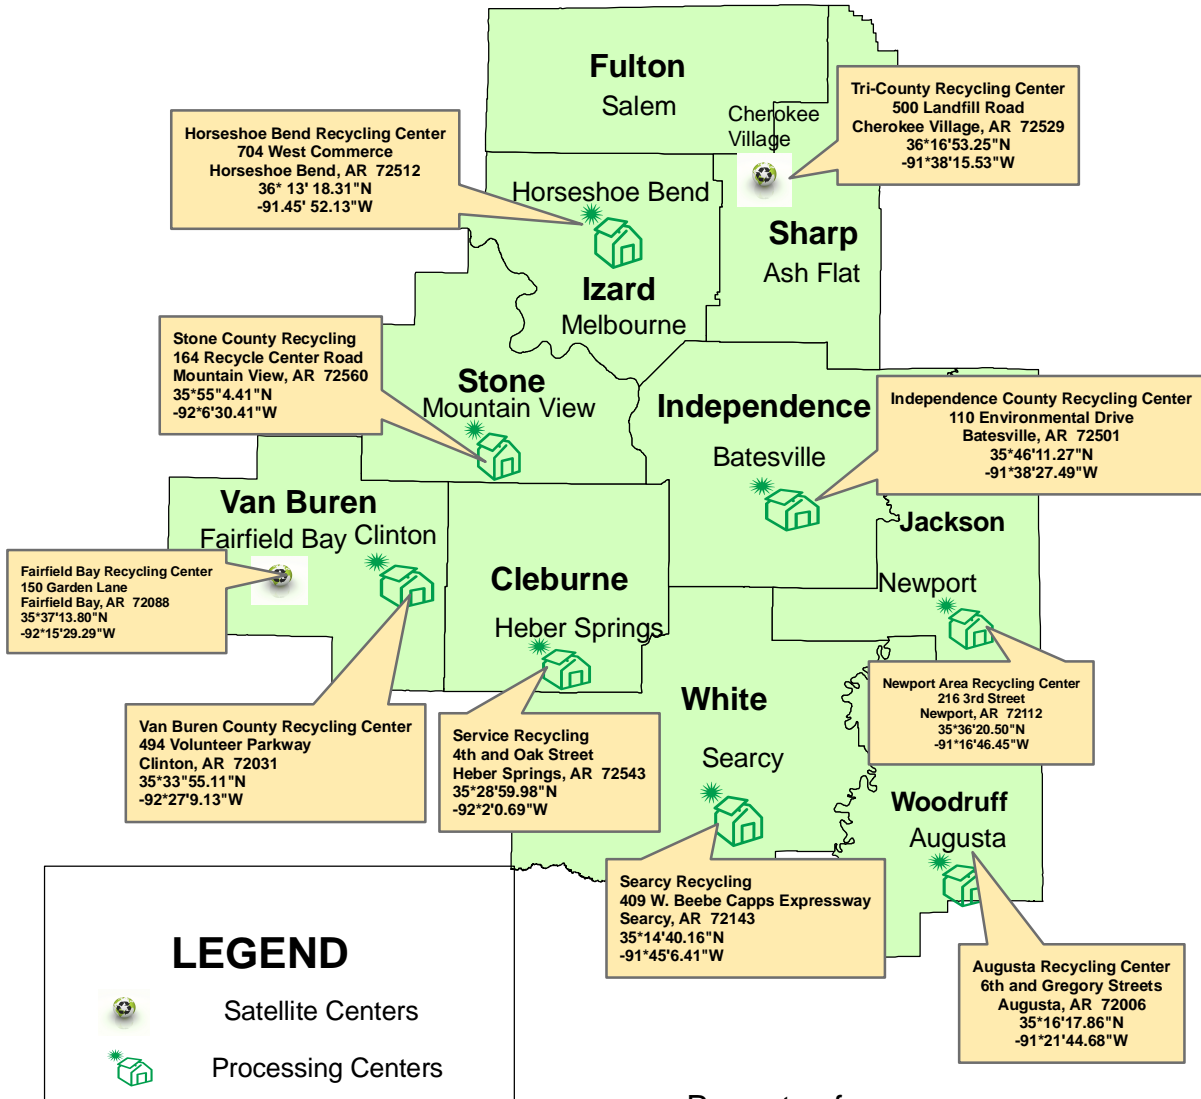 Fulton
Salem
Cherokee
Village
Tri-County Recycling Center
500 Landfill Road
Cherokee Village, AR 72529
36*16'53.25"N
-91*38'15.53"W
Horseshoe Bend Recycling Center
704 West Commerce
Horseshoe Bend, AR 72512
36* 13' 18.31"N
-91.45' 52.13"W
Horseshoe Bend
Sharp
Ash Flat
Izard
Melbourne
Stone County Recycling
164 Recycle Center Road
Mountain View, AR 72560
35*55"4.41"N
-92*6'30.41"W
Stone
Mountain View
Independence
Batesville
Independence County Recycling Center
110 Environmental Drive
Batesville, AR 72501
35*46'11.27"N
-91*38'27.49"W
Van Buren
Fairfield Bay
Clinton
Jackson
Newport
Fairfield Bay Recycling Center
150 Garden Lane
Fairfield Bay, AR 72088
35*37'13.80"N
-92*15'29.29"W
Cleburne
Heber Springs
White
Searcy
Newport Area Recycling Center
216 3rd Street
Newport, AR 72112
35*36'20.50"N
-91*16'46.45"W
Van Buren County Recycling Center
494 Volunteer Parkway
Clinton, AR 72031
35*33"55.11"N
-92*27'9.13"W
Service Recycling
4th and Oak Street
Heber Springs, AR 72543
35*28'59.98"N
-92*2'0.69"W
Woodruff
Augusta
Searcy Recycling
409 W. Beebe Capps Expressway
Searcy, AR 72143
35*14'40.16"N
-91*45'6.41"W
Augusta Recycling Center
6th and Gregory Streets
Augusta, AR 72006
35*16'17.86"N
-91*21'44.68"W
LEGEND
Satellite Centers
Processing Centers